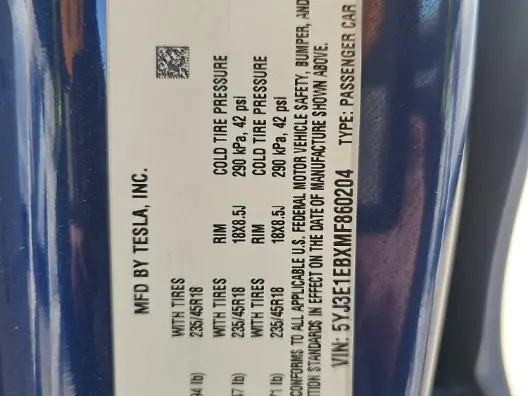 MFD BY TESLA, INC.
WITH TIRES
235/45R18
WITH TIRES RIM COLD TIRE PRESSURE
235/45R18 18X8.5J 290 kPa, 42 psi
WITH TIRES RIM COLD TIRE PRESSURE
235/45R18 18X8.5J 290 kPa, 42 psi
CONFORMS TO ALL APPLICABLE U.S. FEDERAL MOTOR VEHICLE SAFETY, BUMPER, AND
STANDARDS IN EFFECT ON THE DATE OF MANUFACTURE SHOWN ABOVE.
VIN: 5YJ3E1EBXMF860204 TYPE: PASSENGER CAR